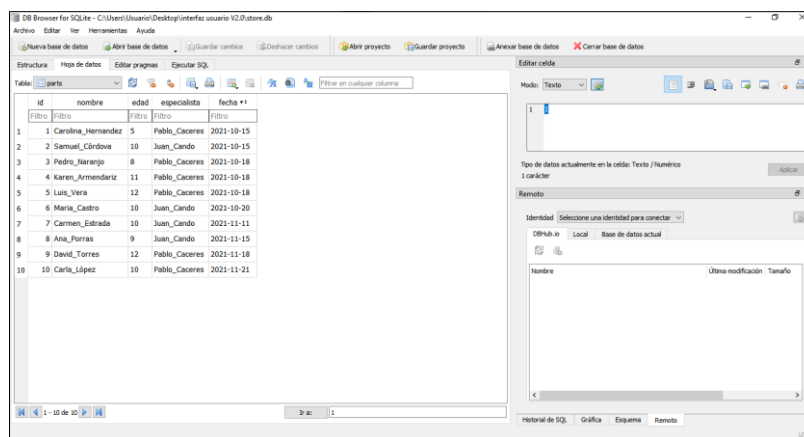 DB Browser for SQLite - C:\Users\Usuario\Desktop\interfaz usuario V2.0\store.db
Archivo Editar Ver Herramientas Ayuda
Nueva base de datos Abrir base de datos Guardar cambios Deshacer cambios Abrir proyecto Guardar proyecto Anexar base de datos Cerrar base de datos
Estructura Hoja de datos Editar pragmas Ejecutar SQL
Tabla: parts Filtrar en cualquier columna
id nombre edad especialista fecha
Filtro Filtro Filtro Filtro Filtro
1 1 Carolina_Hernandez 5 Pablo_Caceres 2021-10-15
2 2 Samuel_Córdova 10 Juan_Cando 2021-10-15
3 3 Pedro_Naranjo 8 Pablo_Caceres 2021-10-18
4 4 Karen_Armendariz 11 Pablo_Caceres 2021-10-18
5 5 Luis_Vera 12 Pablo_Caceres 2021-10-18
6 6 Maria_Castro 10 Juan_Cando 2021-10-20
7 7 Carmen_Estrada 10 Juan_Cando 2021-11-11
8 8 Ana_Porras 9 Juan_Cando 2021-11-15
9 9 David_Torres 12 Pablo_Caceres 2021-11-18
10 10 Carla_López 10 Pablo_Caceres 2021-11-21
1 - 10 de 10 Ir a: 1
Editar celda
Modo: Texto
1 1
Tipo de datos actualmente en la celda: Texto / Numérico
1 carácter
Aplicar
Remoto
Identidad Seleccione una identidad para conectar
DBHub.io Local Base de datos actual
Nombre Última modificación Tamaño
Historial de SQL Gráfica Esquema Remoto